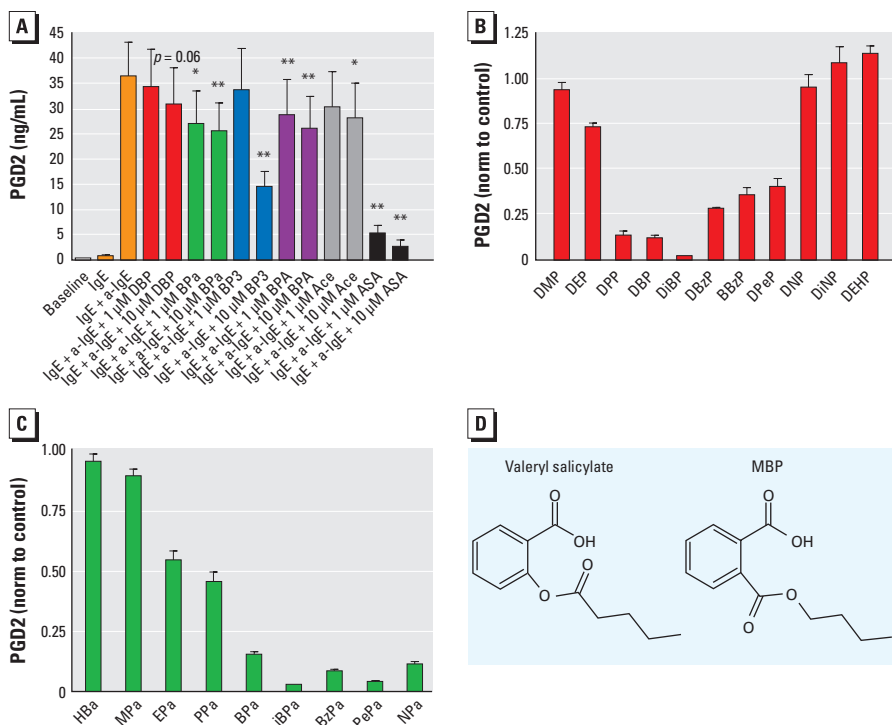 A
PGD2 (ng/mL)
45
40
35
30
25
20
15
10
5
0
p = 0.06
*
**
**
**
**
*
**
**
Baseline
IgE
IgE + a-IgE
IgE + a-IgE + 1 µM DBP
IgE + a-IgE + 10 µM DBP
IgE + a-IgE + 1 µM BPa
IgE + a-IgE + 10 µM BPa
IgE + a-IgE + 1 µM BP3
IgE + a-IgE + 10 µM BP3
IgE + a-IgE + 1 µM BPA
IgE + a-IgE + 10 µM BPA
IgE + a-IgE + 1 µM Ace
IgE + a-IgE + 10 µM Ace
IgE + a-IgE + 1 µM ASA
IgE + a-IgE + 10 µM ASA
B
PGD2 (norm to control)
1.25
1.00
0.75
0.50
0.25
0
DMP
DEP
DPP
DBP
DiBP
DBzP
BBzP
DPeP
DNP
DiNP
DEHP
C
PGD2 (norm to control)
1.00
0.75
0.50
0.25
0
HBa
MPa
EPa
PPa
BPa
iBPa
BzPa
PePa
NPa
D
Valeryl salicylate
O
OH
O
O
MBP
O
OH
O
O